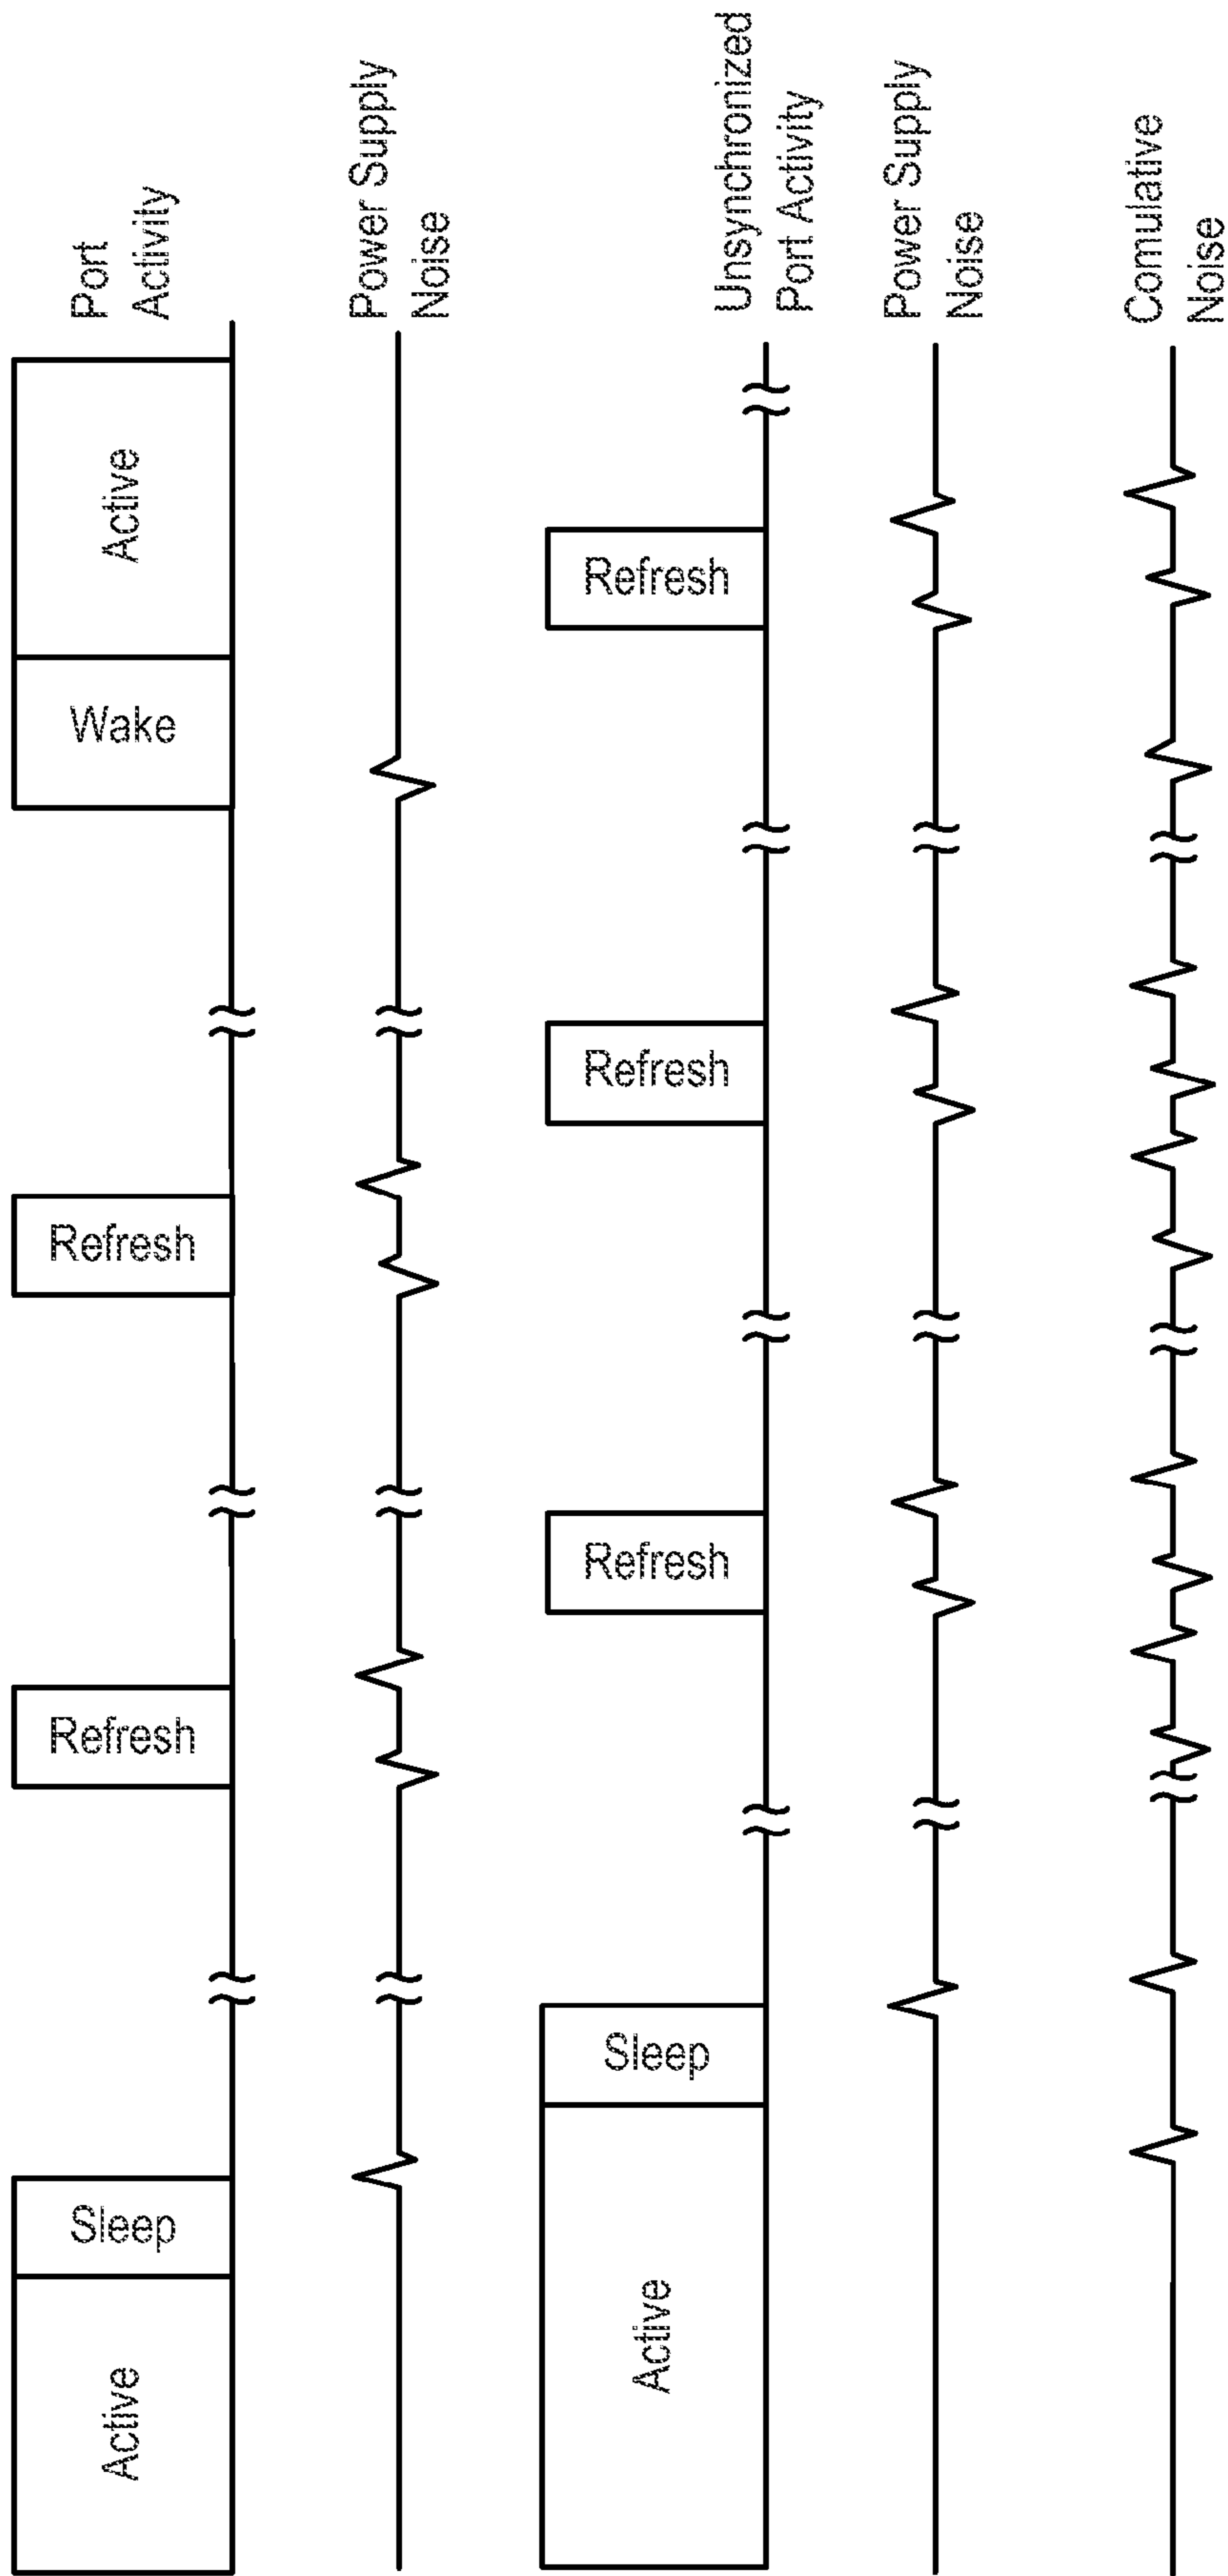 Active
Sleep
Refresh
Refresh
Wake
Active
Port
Activity
Power Supply
Noise
Active
Sleep
Refresh
Refresh
Refresh
Unsynchronized
Port Activity
Power Supply
Noise
Comulative
Noise